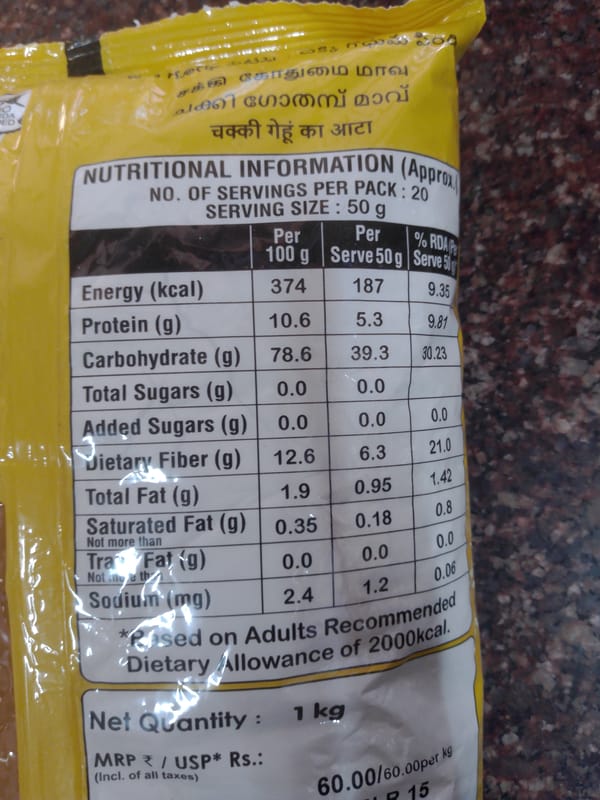 சக்கி கோதுமை மாவு
ചക്കി ഗോതമ്പ് മാവ്
चक्की गेहूं का आटा
NUTRITIONAL INFORMATION (Approx.)
NO. OF SERVINGS PER PACK : 20
SERVING SIZE : 50 g
Per 100 g Per Serve 50 g % RDA (Per Serve 50 g)*
Energy (kcal) 374 187 9.35
Protein (g) 10.6 5.3 9.81
Carbohydrate (g) 78.6 39.3 30.23
Total Sugars (g) 0.0 0.0
Added Sugars (g) 0.0 0.0 0.0
Dietary Fiber (g) 12.6 6.3 21.0
Total Fat (g) 1.9 0.95 1.42
Saturated Fat (g) 0.35 0.18 0.8
Not more than
Trans Fat (g) 0.0 0.0 0.0
Not more than
Sodium (mg) 2.4 1.2 0.06
*Based on Adults Recommended
Dietary Allowance of 2000kcal.
Net Quantity : 1 kg
MRP ₹ / USP* Rs.:
(Incl. of all taxes)
60.00/60.00per kg
R 15